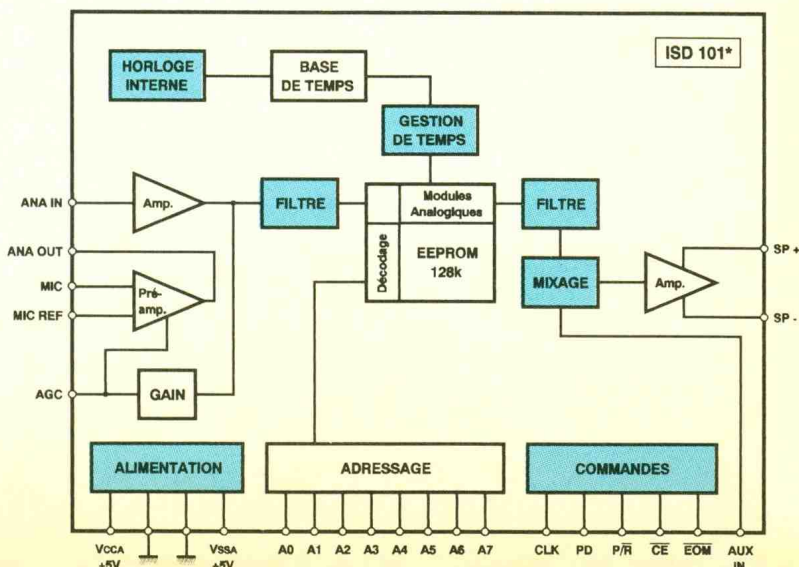 ISD 101*
HORLOGE
INTERNE
BASE
DE TEMPS
GESTION
DE TEMPS
ANA IN
Amp.
FILTRE
Modules
Analogiques
FILTRE
ANA OUT
Décodage
EEPROM
128k
SP +
MIC
Pré-
amp.
MIXAGE
Amp.
MIC REF
SP -
AGC
GAIN
ALIMENTATION
ADRESSAGE
COMMANDES
VCCA
+5V
VSSA
+5V
A0 A1 A2 A3 A4 A5 A6 A7
CLK PD P/R̅ C̅E̅ E̅O̅M̅ AUX
IN